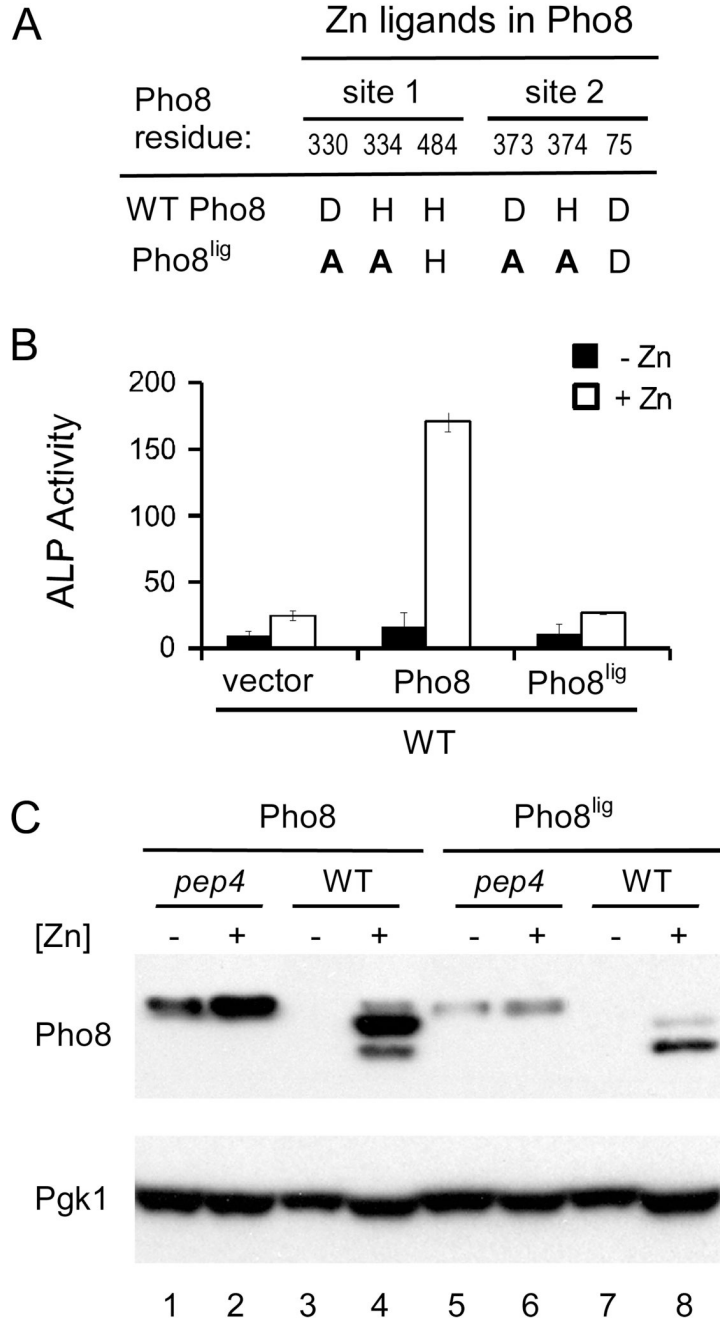 A
Zn ligands in Pho8
Pho8 residue:
site 1 site 2
330 334 484 373 374 75
WT Pho8 D H H D H D
Pho8lig A A H A A D
B
- Zn
+ Zn
ALP Activity
200
150
100
50
0
vector Pho8 Pho8lig
WT
C
Pho8 Pho8lig
pep4 WT pep4 WT
[Zn] - + - + - + - +
Pho8
Pgk1
1 2 3 4 5 6 7 8